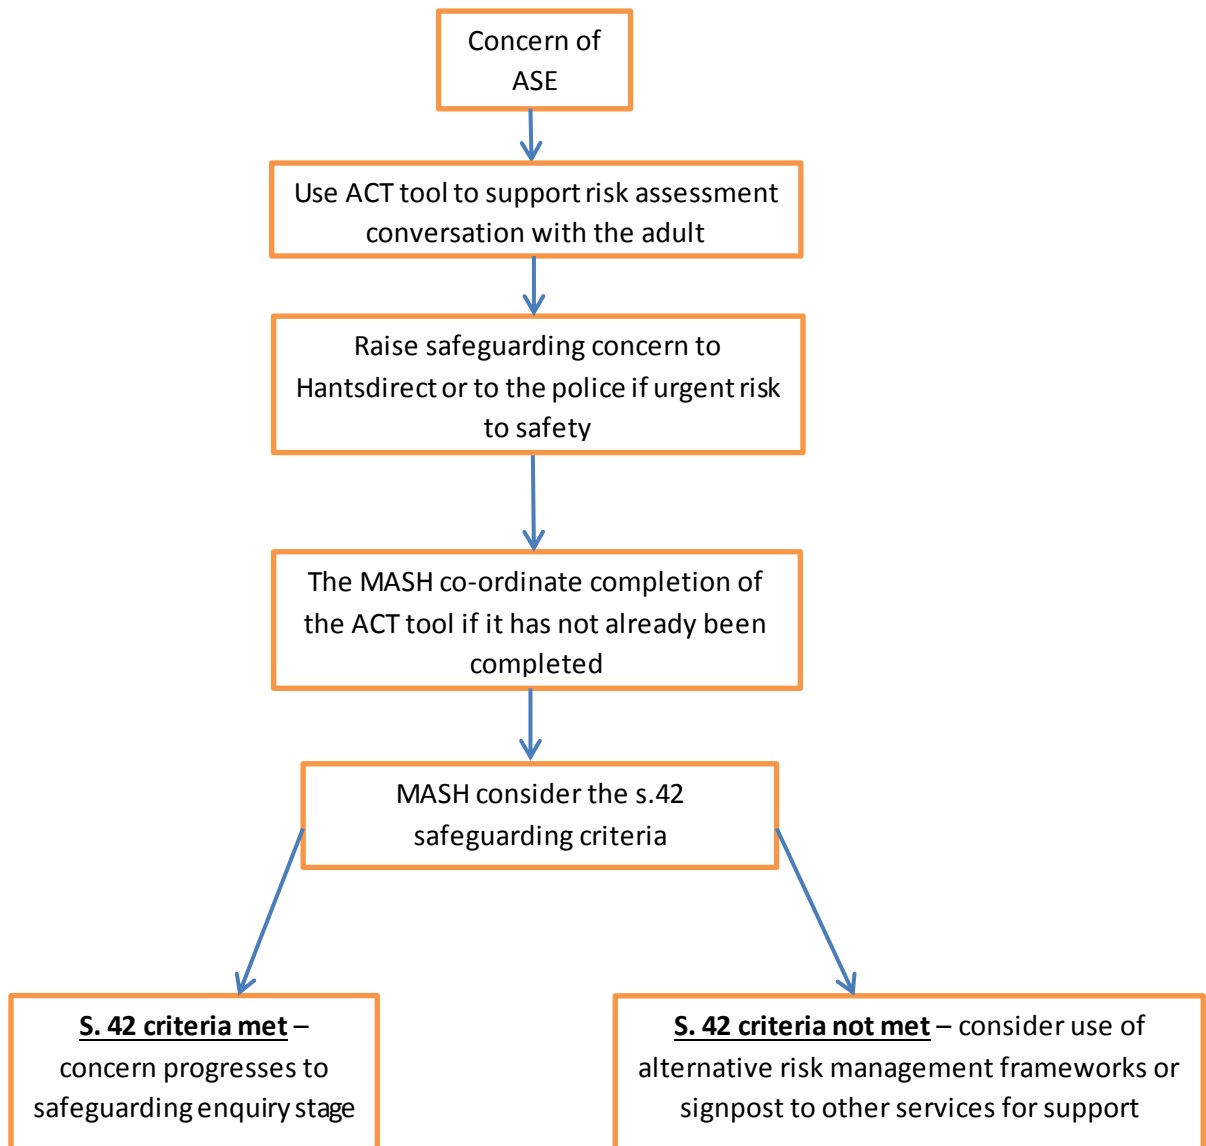 Concern of
ASE
Use ACT tool to support risk assessment
conversation with the adult
Raise safeguarding concern to
Hantsdirect or to the police if urgent risk
to safety
The MASH co-ordinate completion of
the ACT tool if it has not already been
completed
MASH consider the s.42
safeguarding criteria
S. 42 criteria met –
concern progresses to
safeguarding enquiry stage
S. 42 criteria not met – consider use of
alternative risk management frameworks or
signpost to other services for support